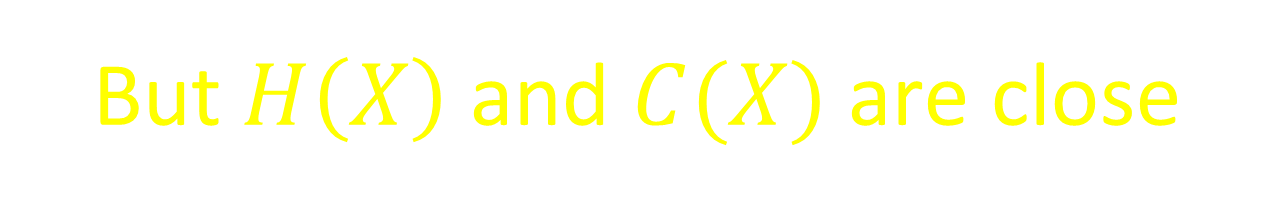 But H(X) and C(X) are close